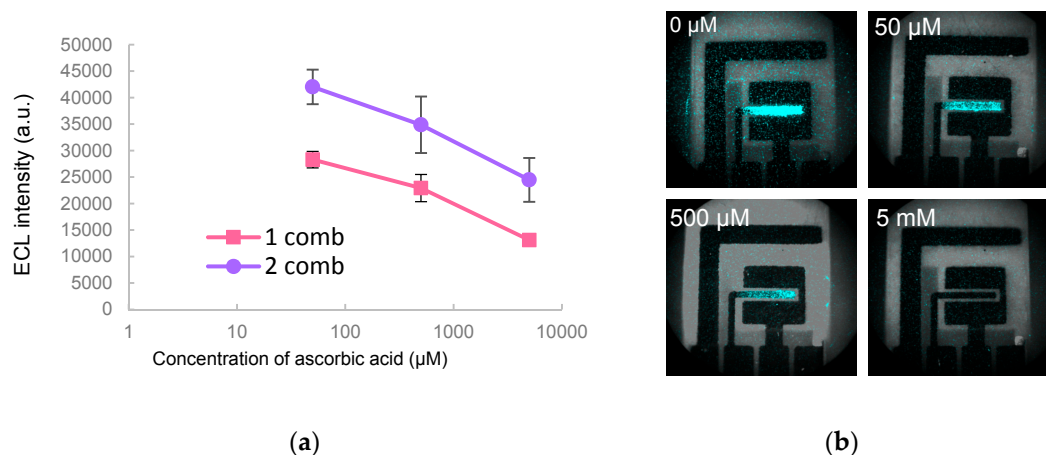 50000
45000
40000
35000
30000
25000
20000
15000
10000
5000
0
ECL intensity (a.u.)
1 comb
2 comb
1 10 100 1000 10000
Concentration of ascorbic acid (µM)
(a)
0 µM
50 µM
500 µM
5 mM
(b)